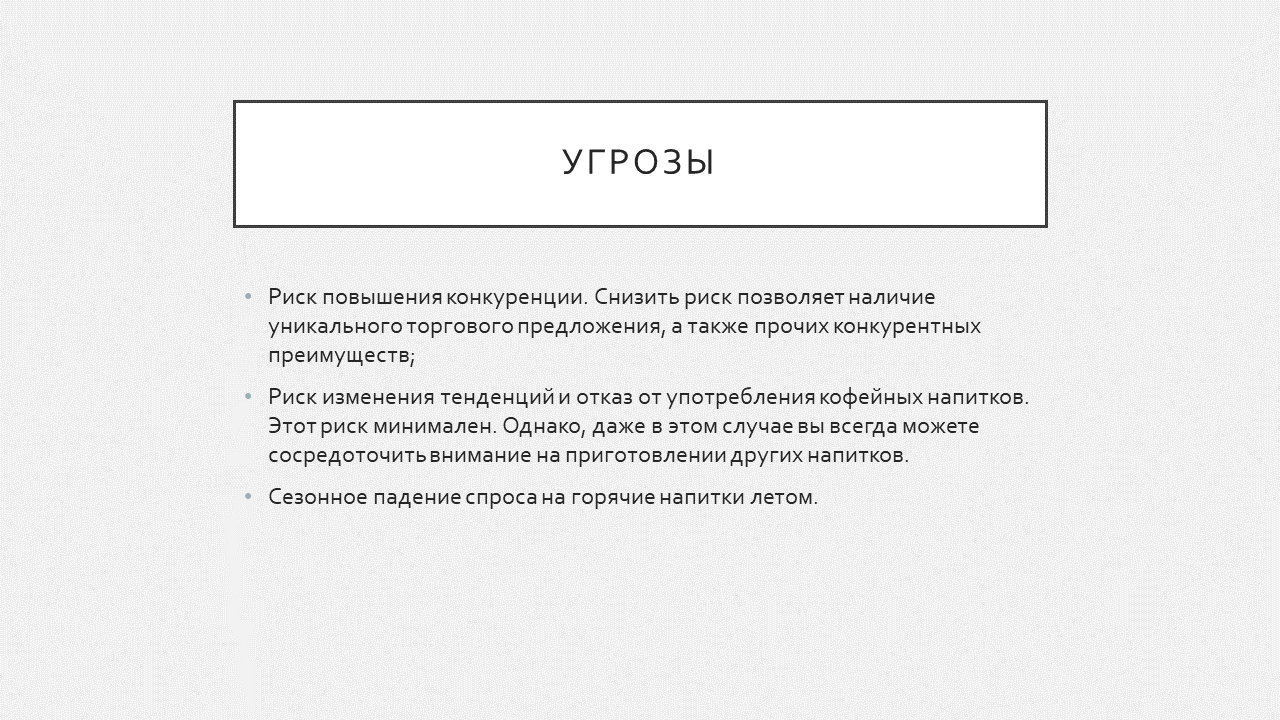 УГРОЗЫ
• Риск повышения конкуренции. Снизить риск позволяет наличие
уникального торгового предложения, а также прочих конкурентных
преимуществ;
• Риск изменения тенденций и отказ от употребления кофейных напитков.
Этот риск минимален. Однако, даже в этом случае вы всегда можете
сосредоточить внимание на приготовлении других напитков.
• Сезонное падение спроса на горячие напитки летом.